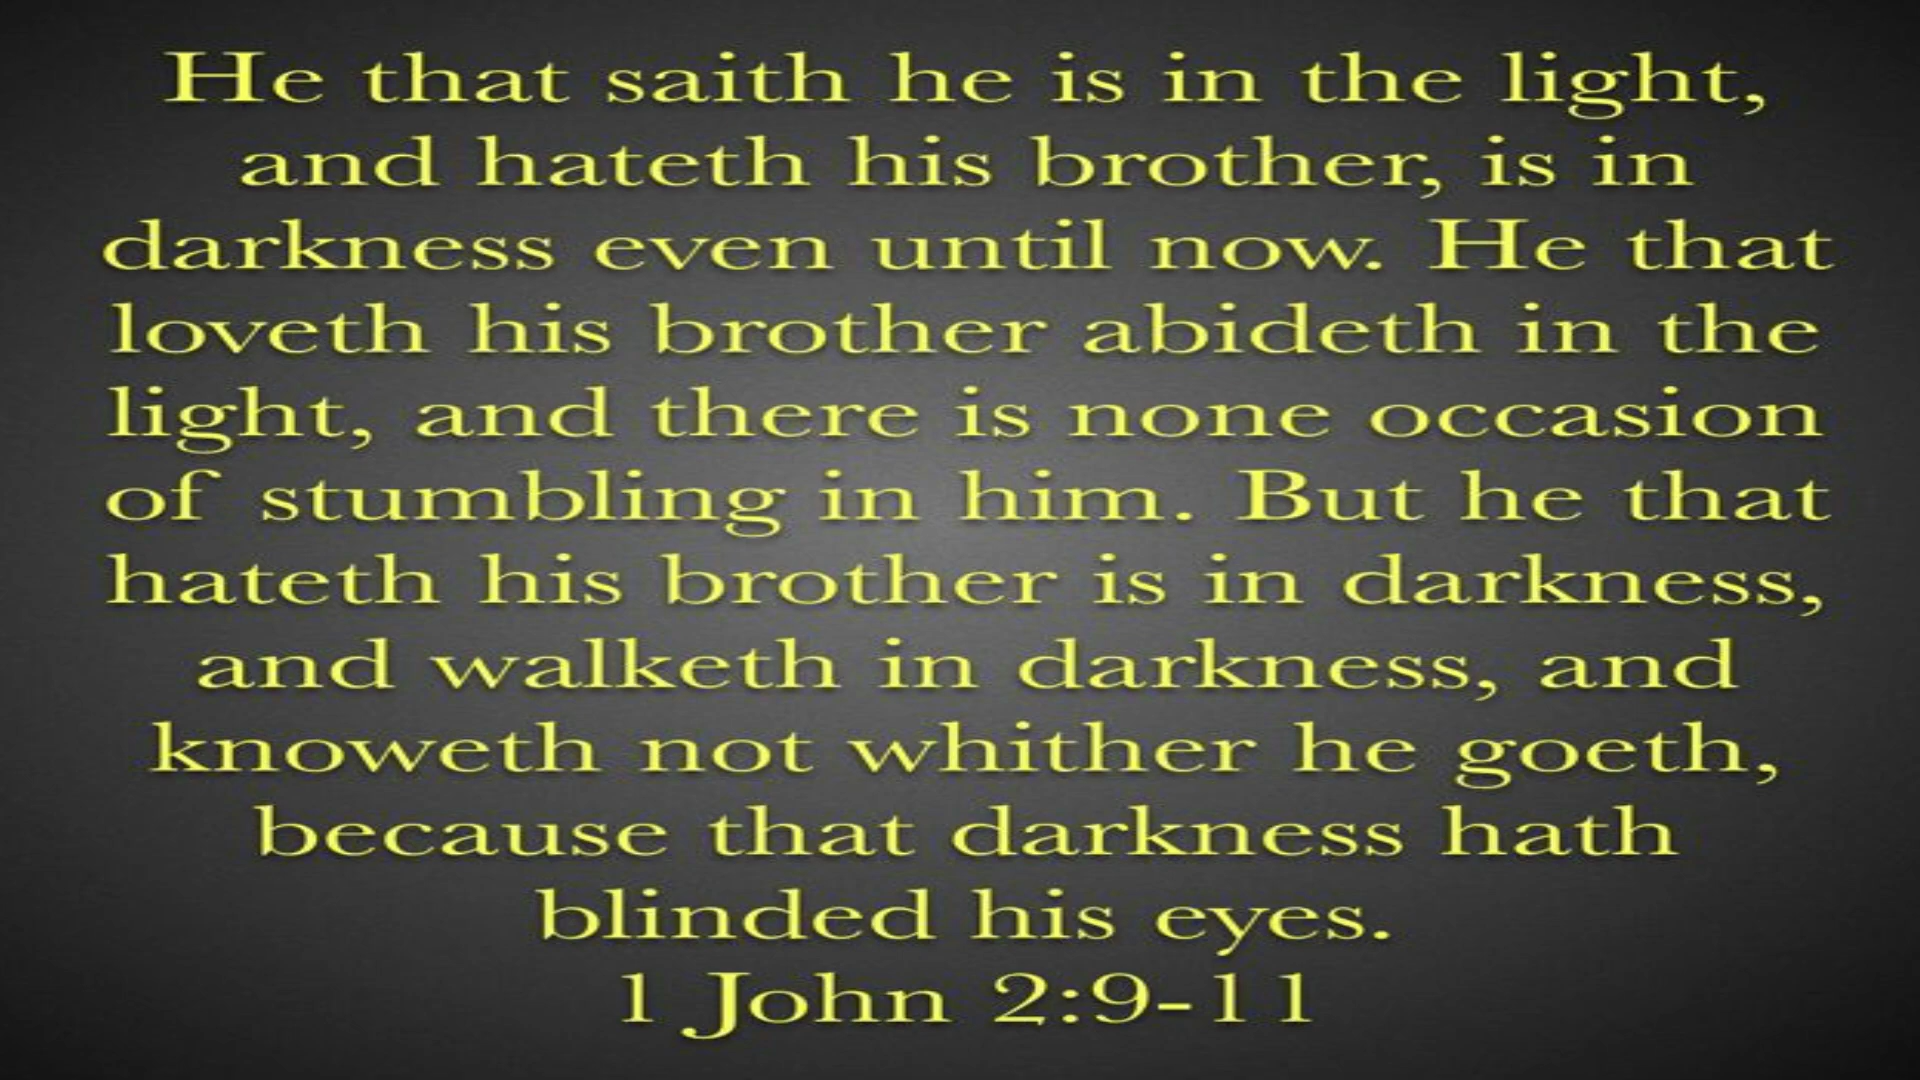 He that saith he is in the light,
and hateth his brother, is in
darkness even until now. He that
loveth his brother abideth in the
light, and there is none occasion
of stumbling in him. But he that
hateth his brother is in darkness,
and walketh in darkness, and
knoweth not whither he goeth,
because that darkness hath
blinded his eyes.
1 John 2:9-11